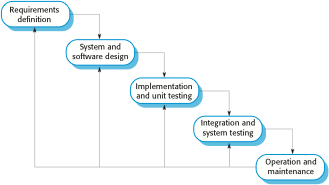 Requirements
definition
System and
software design
Implementation
and unit testing
Integration and
system testing
Operation and
maintenance